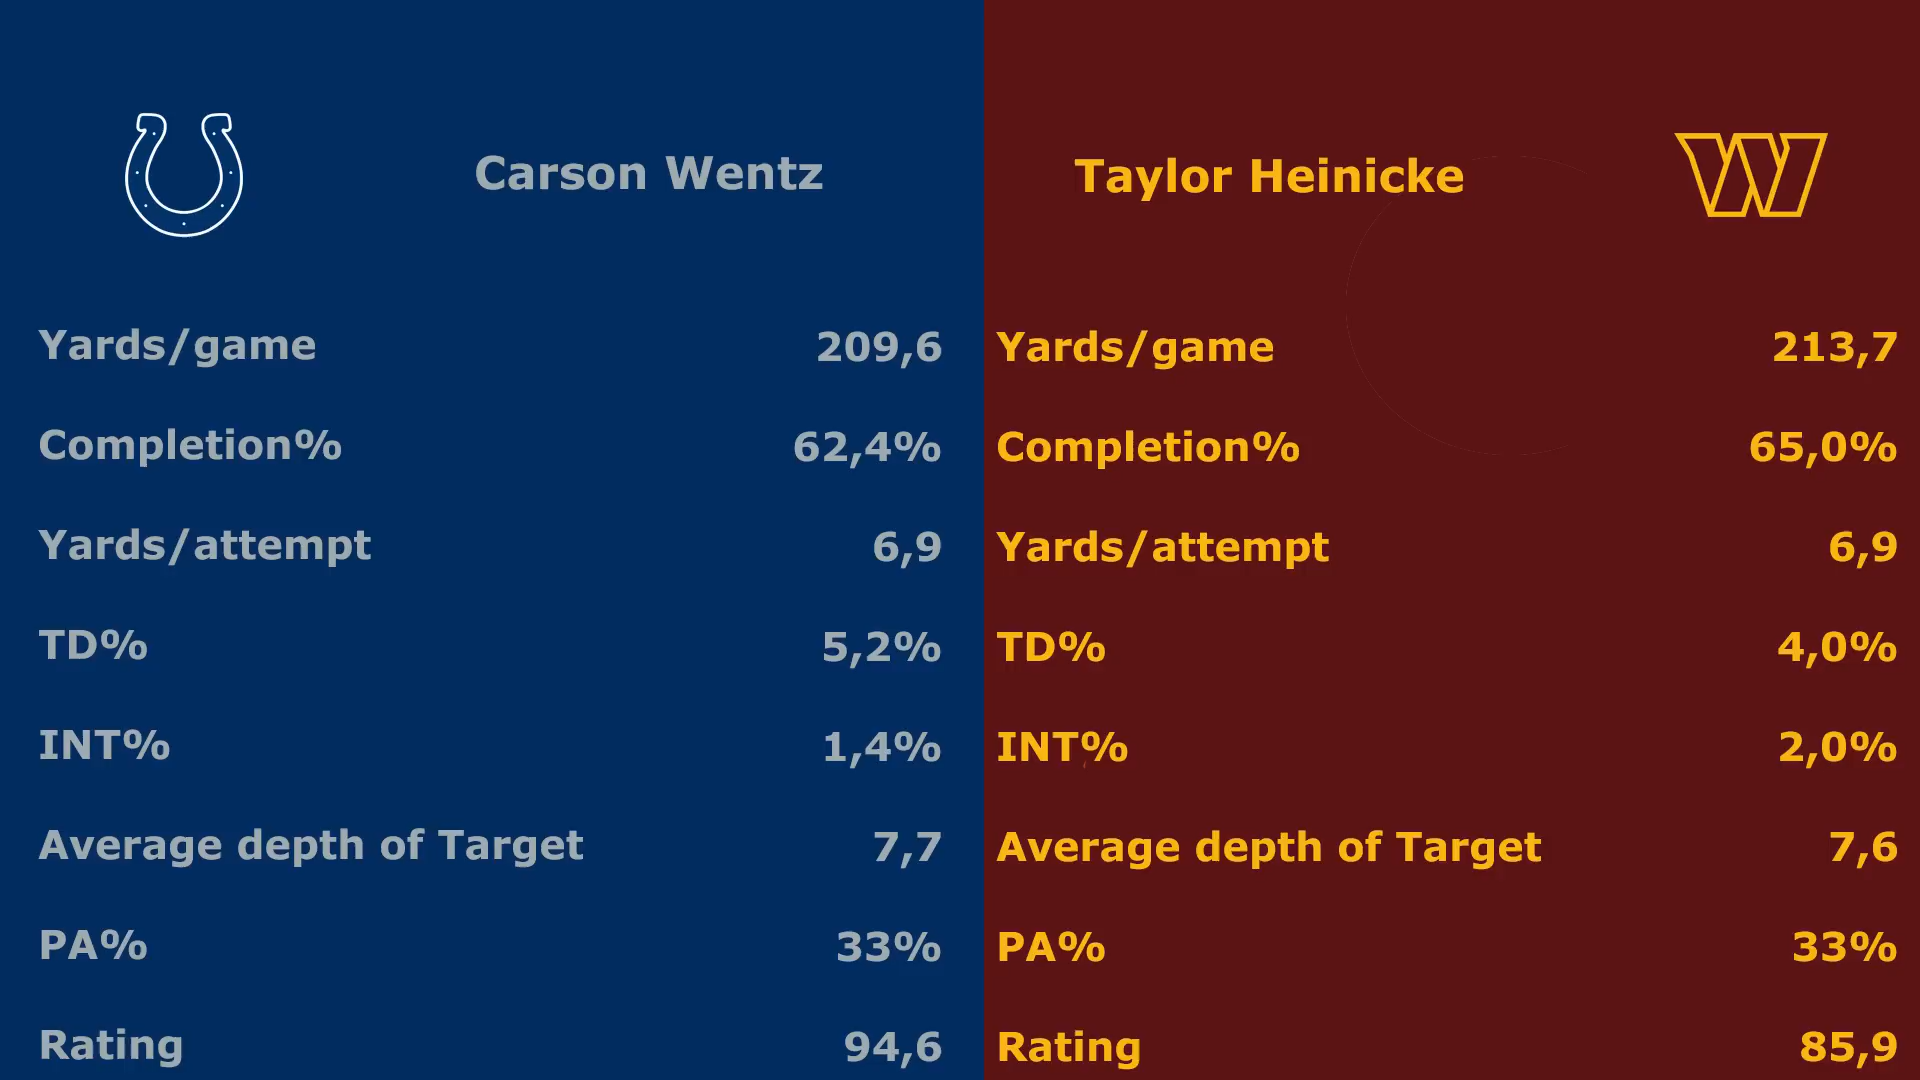 Carson Wentz
Yards/game 209,6
Completion% 62,4%
Yards/attempt 6,9
TD% 5,2%
INT% 1,4%
Average depth of Target 7,7
PA% 33%
Rating 94,6
Taylor Heinicke
Yards/game 213,7
Completion% 65,0%
Yards/attempt 6,9
TD% 4,0%
INT% 2,0%
Average depth of Target 7,6
PA% 33%
Rating 85,9